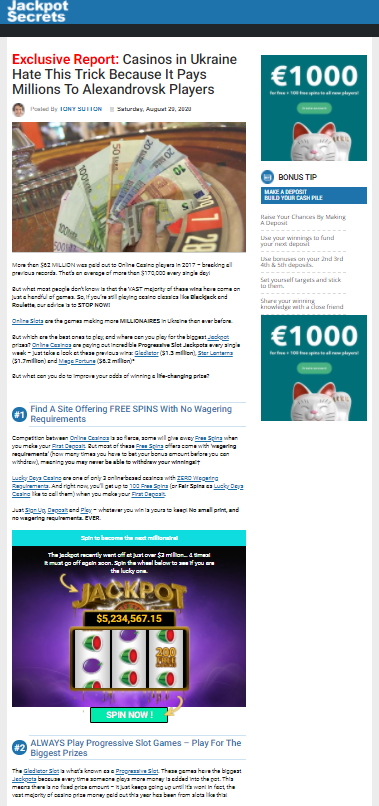 Jackpot
Secrets
Exclusive Report: Casinos in Ukraine
Hate This Trick Because It Pays
Millions To Alexandrovsk Players
Posted By TONY SUTTON Saturday, August 29, 2020
More than $62 MILLION was paid out to Online Casino players in 2017 – breaking all
previous records. That's an average of more than $170,000 every single day!
But what most people don't know is that the VAST majority of these wins have come on
just a handful of games. So, if you're still playing casino classics like Blackjack and
Roulette, our advice is to STOP NOW!
Online Slots are the games making more MILLIONAIRES in Ukraine than ever before.
But which are the best ones to play, and where can you play for the biggest Jackpot
prizes? Online Casinos are paying out incredible Progressive Slot Jackpots every single
week – just take a look at these previous wins: Gladiator ($1.3 million), Star Lanterns
($1.7million) and Mega Fortune ($6.2 million)*
But what can you do to improve your odds of winning a life-changing prize?
#1 Find A Site Offering FREE SPINS With No Wagering
Requirements
Competition between Online Casinos is so fierce, some will give away Free Spins when
you make your First Deposit. But most of these Free Spins offers come with 'wagering
requirements' (how many times you have to bet your bonus amount before you can
withdraw), meaning you may never be able to withdraw your winnings!†
Lucky Days Casino are one of only 3 online-based casinos with ZERO Wagering
Requirements. And right now, you'll get up to 100 Free Spins (or Fair Spins as Lucky Days
Casino like to call them) when you make your First Deposit.
Just Sign Up, Deposit and Play – whatever you win is yours to keep! No small print, and
no wagering requirements. EVER.
Spin to become the next millionaire!
The Jackpot recently went off at just over $3 million... 4 times!
It must go off again soon. Spin the wheel below to see if you are
the lucky one.
JACKPOT
$5,234,567.15
SPIN NOW !
#2 ALWAYS Play Progressive Slot Games – Play For The
Biggest Prizes
The Gladiator Slot is what's known as a Progressive Slot. These games have the biggest
Jackpots because every time someone plays more money is added into the pot. This
means there is no fixed prize amount – it just keeps going up until it's won! In fact, the
vast majority of casino prize money paid out this year has been from slots like this!
€1000
for free + 100 free spins to all new players!
BONUS TIP
MAKE A DEPOSIT
BUILD YOUR CASH PILE
Raise Your Chances By Making
A Deposit
Use your winnings to fund
your next deposit
Use bonuses on your 2nd 3rd
4th & 5th deposits.
Set yourself targets and stick
to them.
Share your winning
knowledge with a close friend
€1000
for free + 100 free spins to all new players!